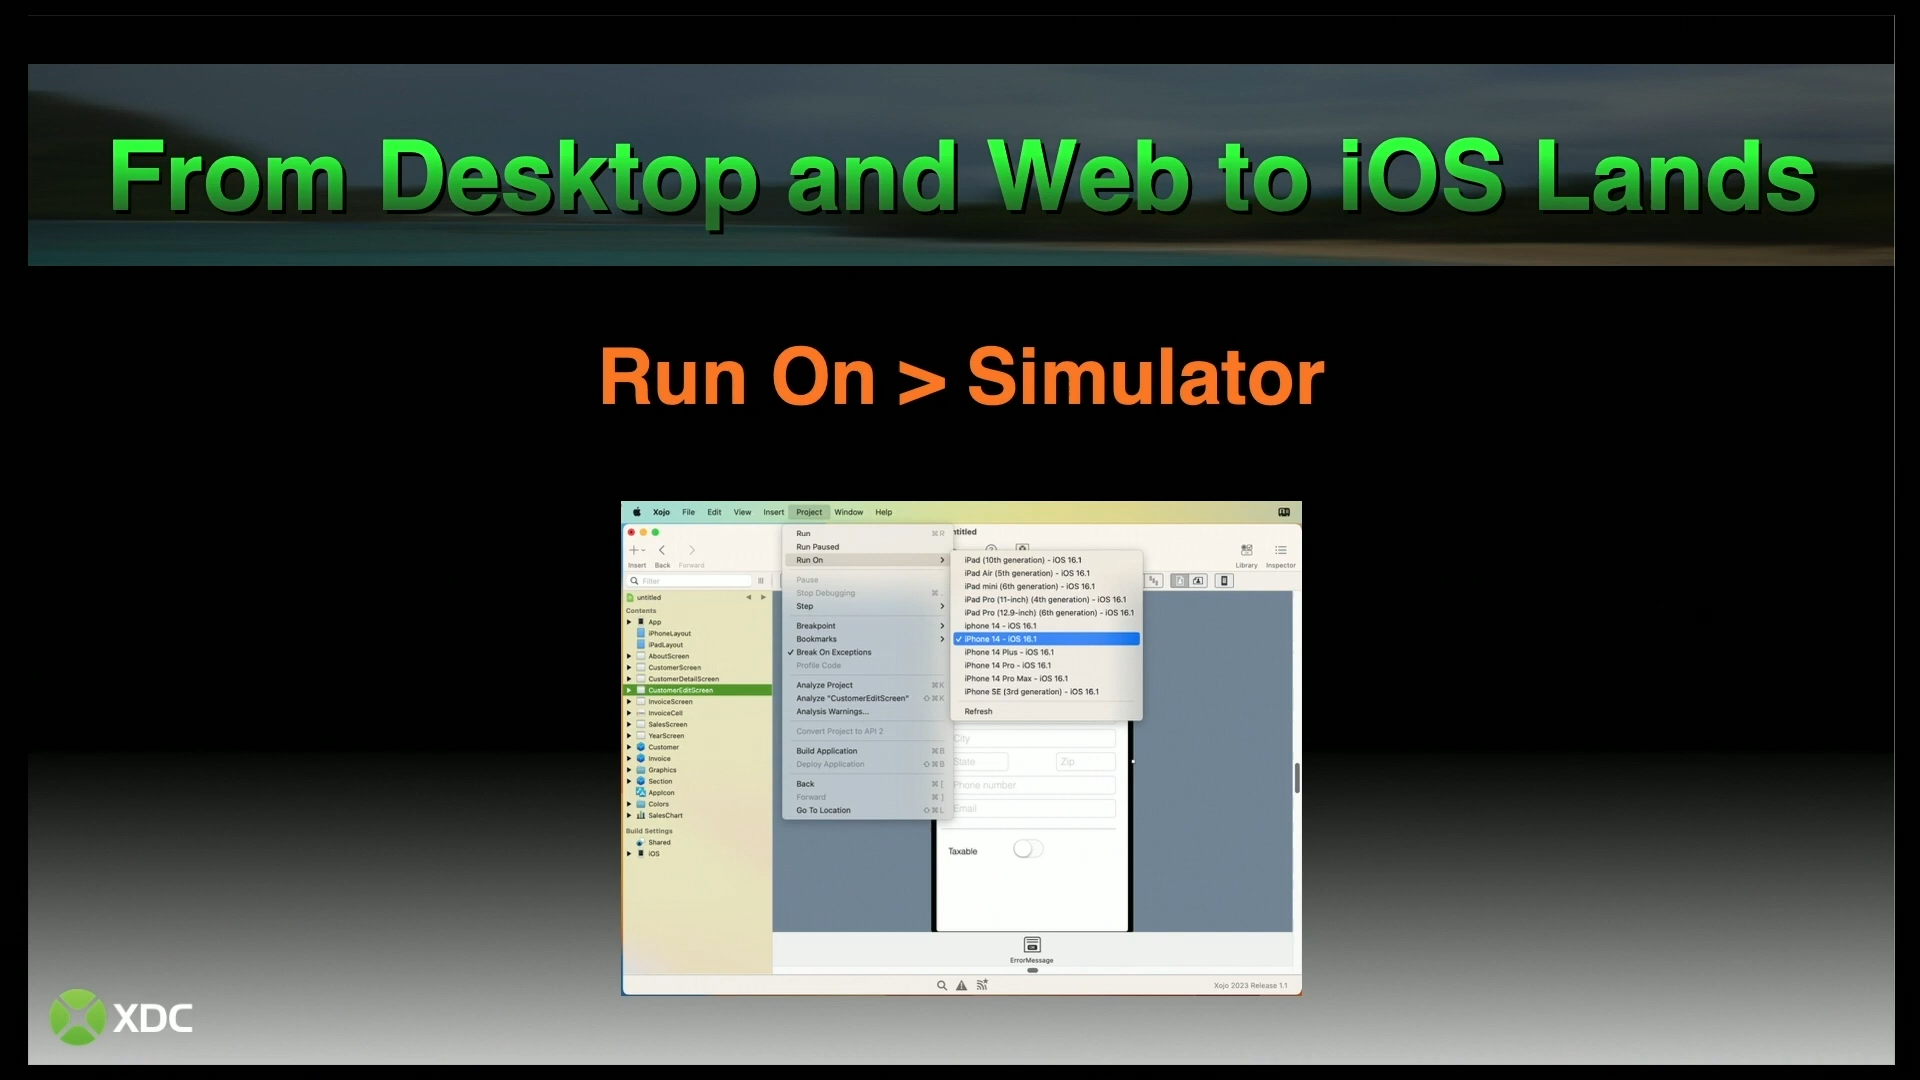 From Desktop and Web to iOS Lands
Run On > Simulator
Xojo File Edit View Insert Project Window Help
Insert Back Forward
Filter
untitled
Contents
App
iPhoneLayout
iPadLayout
AboutScreen
CustomerScreen
CustomerDetailScreen
CustomerEditScreen
InvoiceScreen
InvoiceCell
SalesScreen
YearScreen
Customer
Invoice
Graphics
Section
AppIcon
Colors
SalesChart
Build Settings
Shared
iOS
Run ⌘R
Run Paused
Run On
Pause
Stop Debugging
Step
Breakpoint
Bookmarks
✓ Break On Exceptions
Profile Code
Analyze Project ⌘K
Analyze "CustomerEditScreen" ⇧⌘K
Analysis Warnings...
Convert Project to API 2
Build Application ⌘B
Deploy Application ⇧⌘B
Back ⌘[
Forward ⌘]
Go To Location ⇧⌘L
ntitled
Library Inspector
iPad (10th generation) - iOS 16.1
iPad Air (5th generation) - iOS 16.1
iPad mini (6th generation) - iOS 16.1
iPad Pro (11-inch) (4th generation) - iOS 16.1
iPad Pro (12.9-inch) (6th generation) - iOS 16.1
iphone 14 - iOS 16.1
✓ iPhone 14 - iOS 16.1
iPhone 14 Plus - iOS 16.1
iPhone 14 Pro - iOS 16.1
iPhone 14 Pro Max - iOS 16.1
iPhone SE (3rd generation) - iOS 16.1
Refresh
City
State Zip
Phone number
Email
Taxable
ErrorMessage
Xojo 2023 Release 1.1
XDC